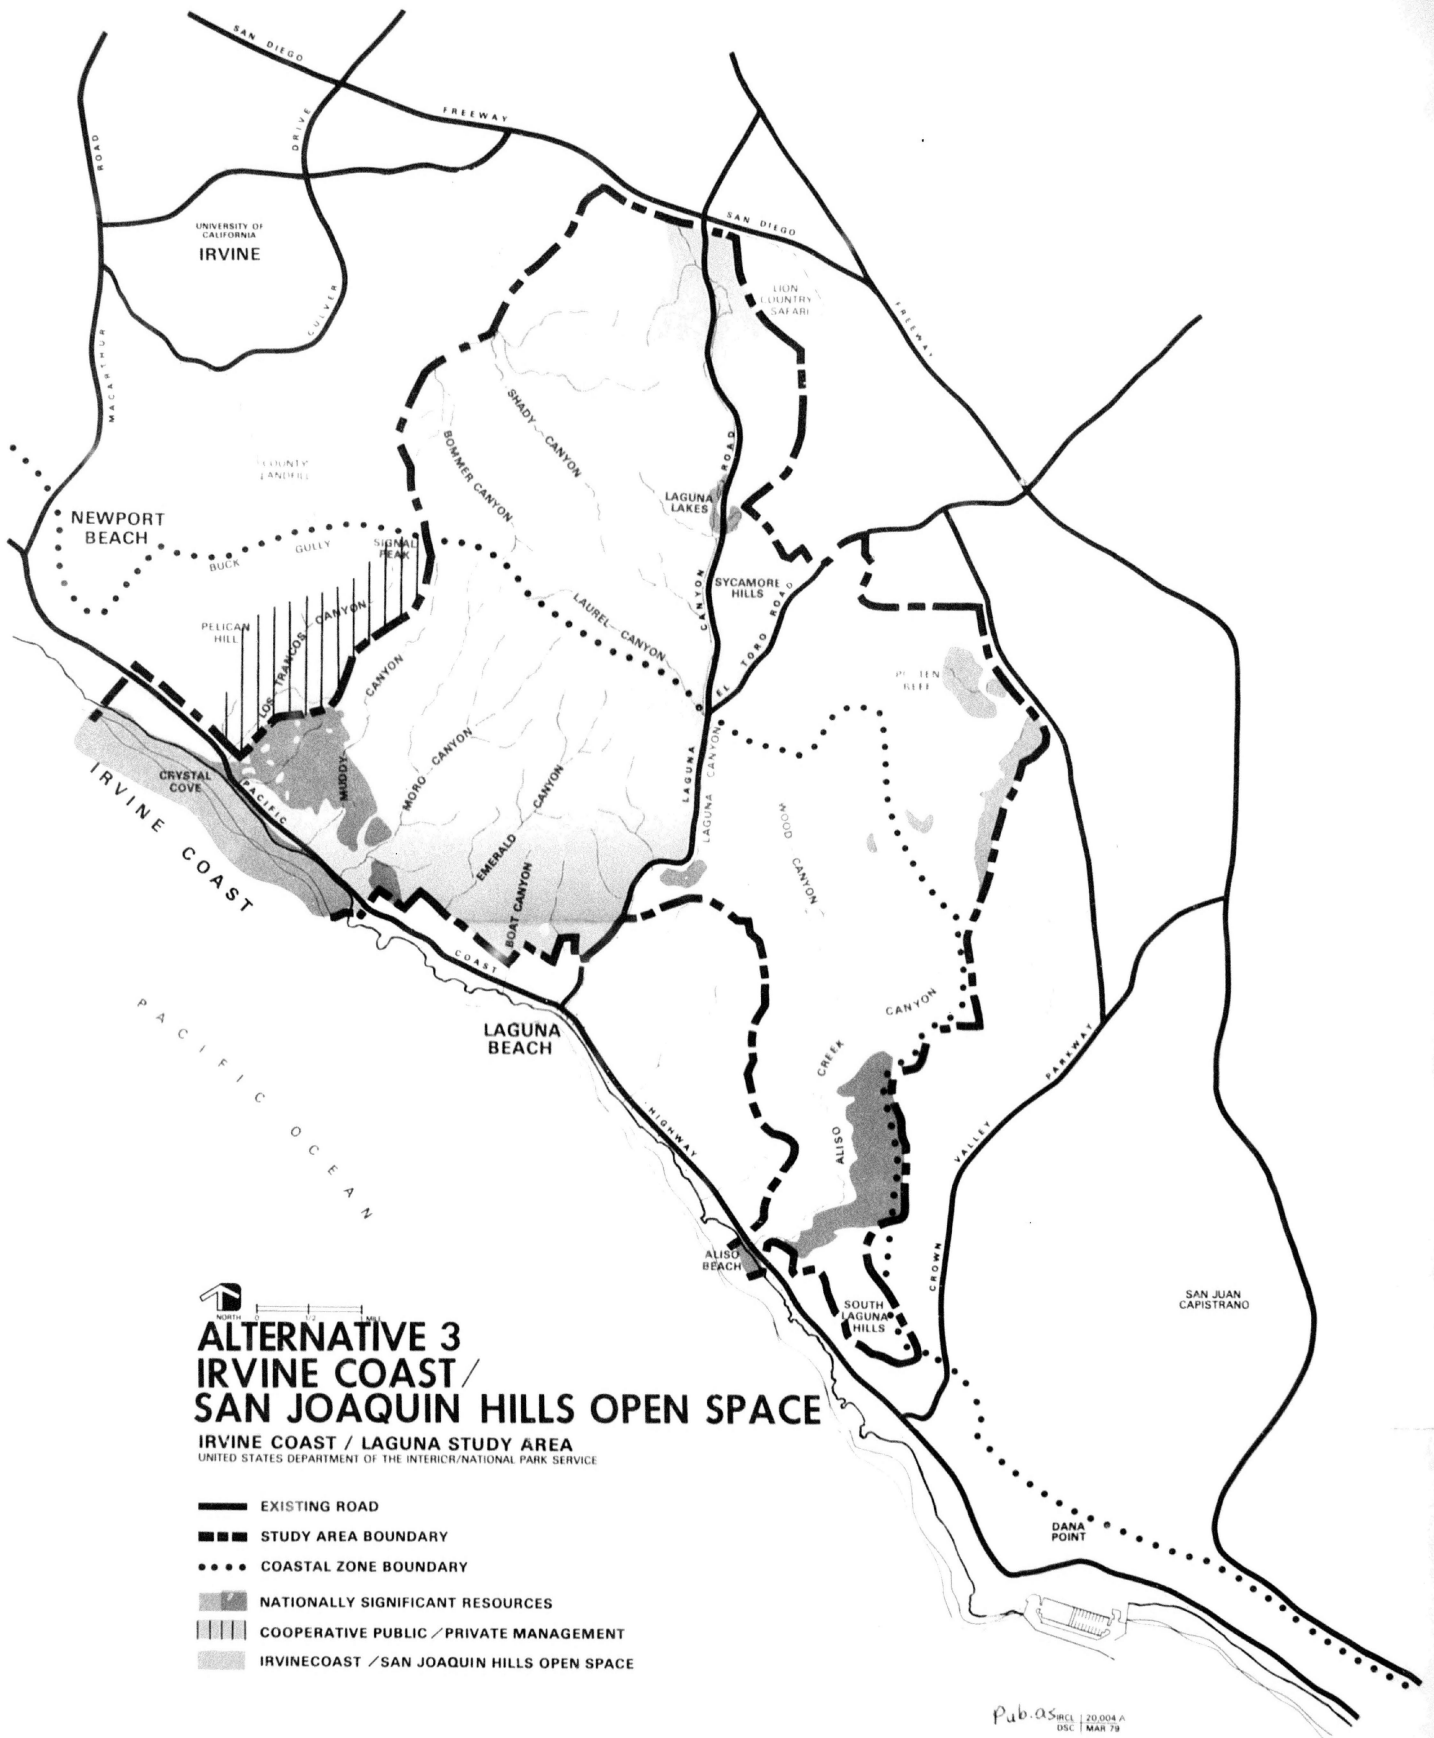 SAN DIEGO
FREEWAY
ROAD
DRIVE
UNIVERSITY OF
CALIFORNIA
IRVINE
CULVER
MACARTHUR
SAN DIEGO
FREEWAY
LION
COUNTRY
SAFARI
SHADY CANYON
BOMMER CANYON
COUNTY
LANDFILL
ROAD
LAGUNA
LAKES
NEWPORT
BEACH
BUCK GULLY
SIGNAL
PEAK
CANYON
SYCAMORE
HILLS
EL TORO ROAD
LAUREL CANYON
PELICAN
HILL
LOS TRANCOS CANYON
CANYON
MUDDY
MORO CANYON
LAGUNA
LAGUNA CANYON
CRYSTAL
COVE
PACIFIC
IRVINE COAST
EMERALD CANYON
BOAT CANYON
WOOD CANYON
COAST
CANYON
CREEK
ALISO
PACIFIC OCEAN
LAGUNA
BEACH
HIGHWAY
PARKWAY
VALLEY
CROWN
ALISO
BEACH
SOUTH
LAGUNA
HILLS
SAN JUAN
CAPISTRANO
DANA
POINT
NORTH
0 1/2 1 MILE
ALTERNATIVE 3
IRVINE COAST/
SAN JOAQUIN HILLS OPEN SPACE
IRVINE COAST / LAGUNA STUDY AREA
UNITED STATES DEPARTMENT OF THE INTERIOR/NATIONAL PARK SERVICE
EXISTING ROAD
STUDY AREA BOUNDARY
COASTAL ZONE BOUNDARY
NATIONALLY SIGNIFICANT RESOURCES
COOPERATIVE PUBLIC / PRIVATE MANAGEMENT
IRVINECOAST / SAN JOAQUIN HILLS OPEN SPACE
Pub. as IRCL 20,004 A
DSC MAR 79